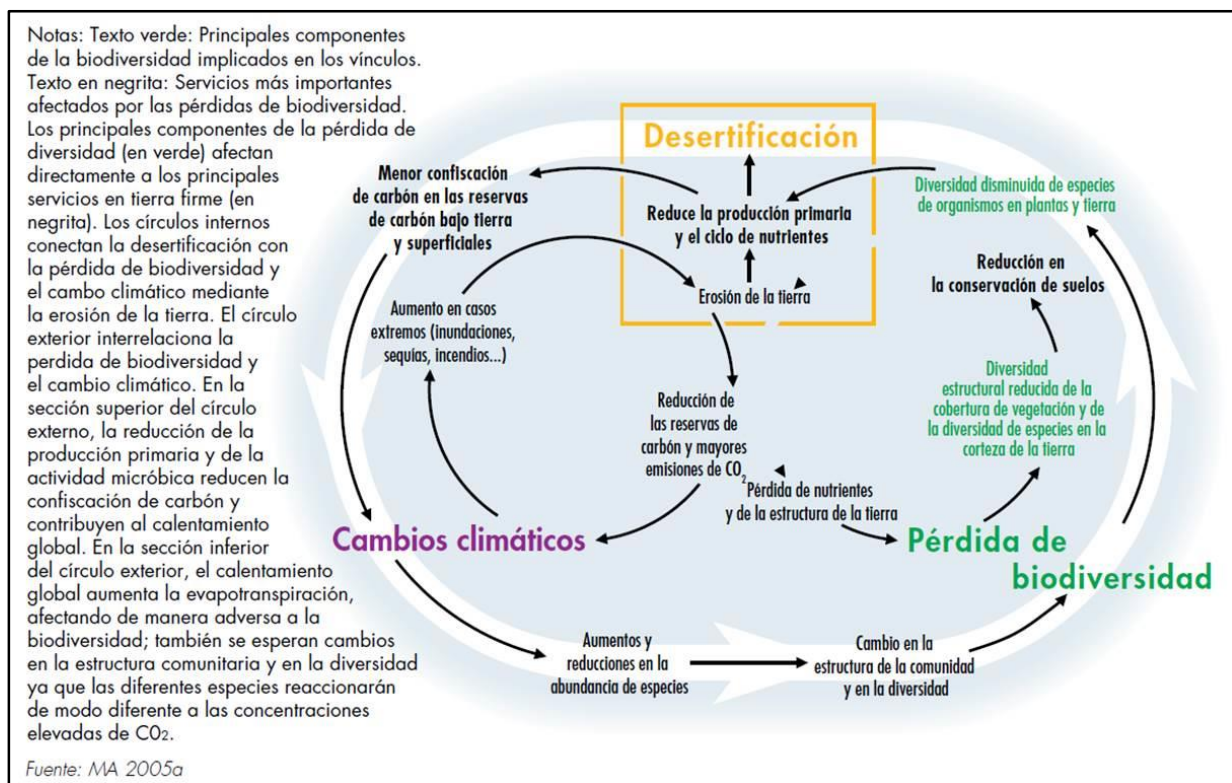 Notas: Texto verde: Principales componentes
de la biodiversidad implicados en los vínculos.
Texto en negrita: Servicios más importantes
afectados por las pérdidas de biodiversidad.
Los principales componentes de la pérdida de
diversidad (en verde) afectan
directamente a los principales
servicios en tierra firme (en
negrita). Los círculos internos
conectan la desertificación con
la pérdida de biodiversidad y
el cambo climático mediante
la erosión de la tierra. El círculo
exterior interrelaciona la
perdida de biodiversidad y
el cambio climático. En la
sección superior del círculo
externo, la reducción de la
producción primaria y de la
actividad micróbica reducen la
confiscación de carbón y
contribuyen al calentamiento
global. En la sección inferior
del círculo exterior, el calentamiento
global aumenta la evapotranspiración,
afectando de manera adversa a la
biodiversidad; también se esperan cambios
en la estructura comunitaria y en la diversidad
ya que las diferentes especies reaccionarán
de modo diferente a las concentraciones
elevadas de CO2.
Fuente: MA 2005a
Desertificación
Menor confiscación
de carbón en las reservas
de carbón bajo tierra
y superficiales
Reduce la producción primaria
y el ciclo de nutrientes
Diversidad disminuida de especies
de organismos en plantas y tierra
Reducción en
la conservación de suelos
Erosión de la tierra
Aumento en casos
extremos (inundaciones,
sequías, incendios...)
Diversidad
estructural reducida de la
cobertura de vegetación y de
la diversidad de especies en la
corteza de la tierra
Reducción de
las reservas de
carbón y mayores
emisiones de CO2
Pérdida de nutrientes
y de la estructura de la tierra
Cambios climáticos
Pérdida de
biodiversidad
Aumentos y
reducciones en la
abundancia de especies
Cambio en la
estructura de la comunidad
y en la diversidad